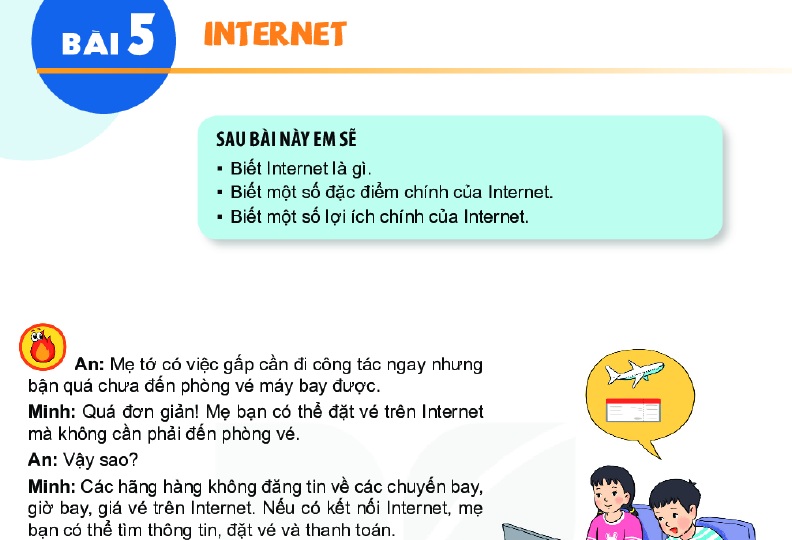 BÀI 5
INTERNET
SAU BÀI NÀY EM SẼ
▪ Biết Internet là gì.
▪ Biết một số đặc điểm chính của Internet.
▪ Biết một số lợi ích chính của Internet.
An: Mẹ tớ có việc gấp cần đi công tác ngay nhưng
bận quá chưa đến phòng vé máy bay được.
Minh: Quá đơn giản! Mẹ bạn có thể đặt vé trên Internet
mà không cần phải đến phòng vé.
An: Vậy sao?
Minh: Các hãng hàng không đăng tin về các chuyến bay,
giờ bay, giá vé trên Internet. Nếu có kết nối Internet, mẹ
bạn có thể tìm thông tin, đặt vé và thanh toán.